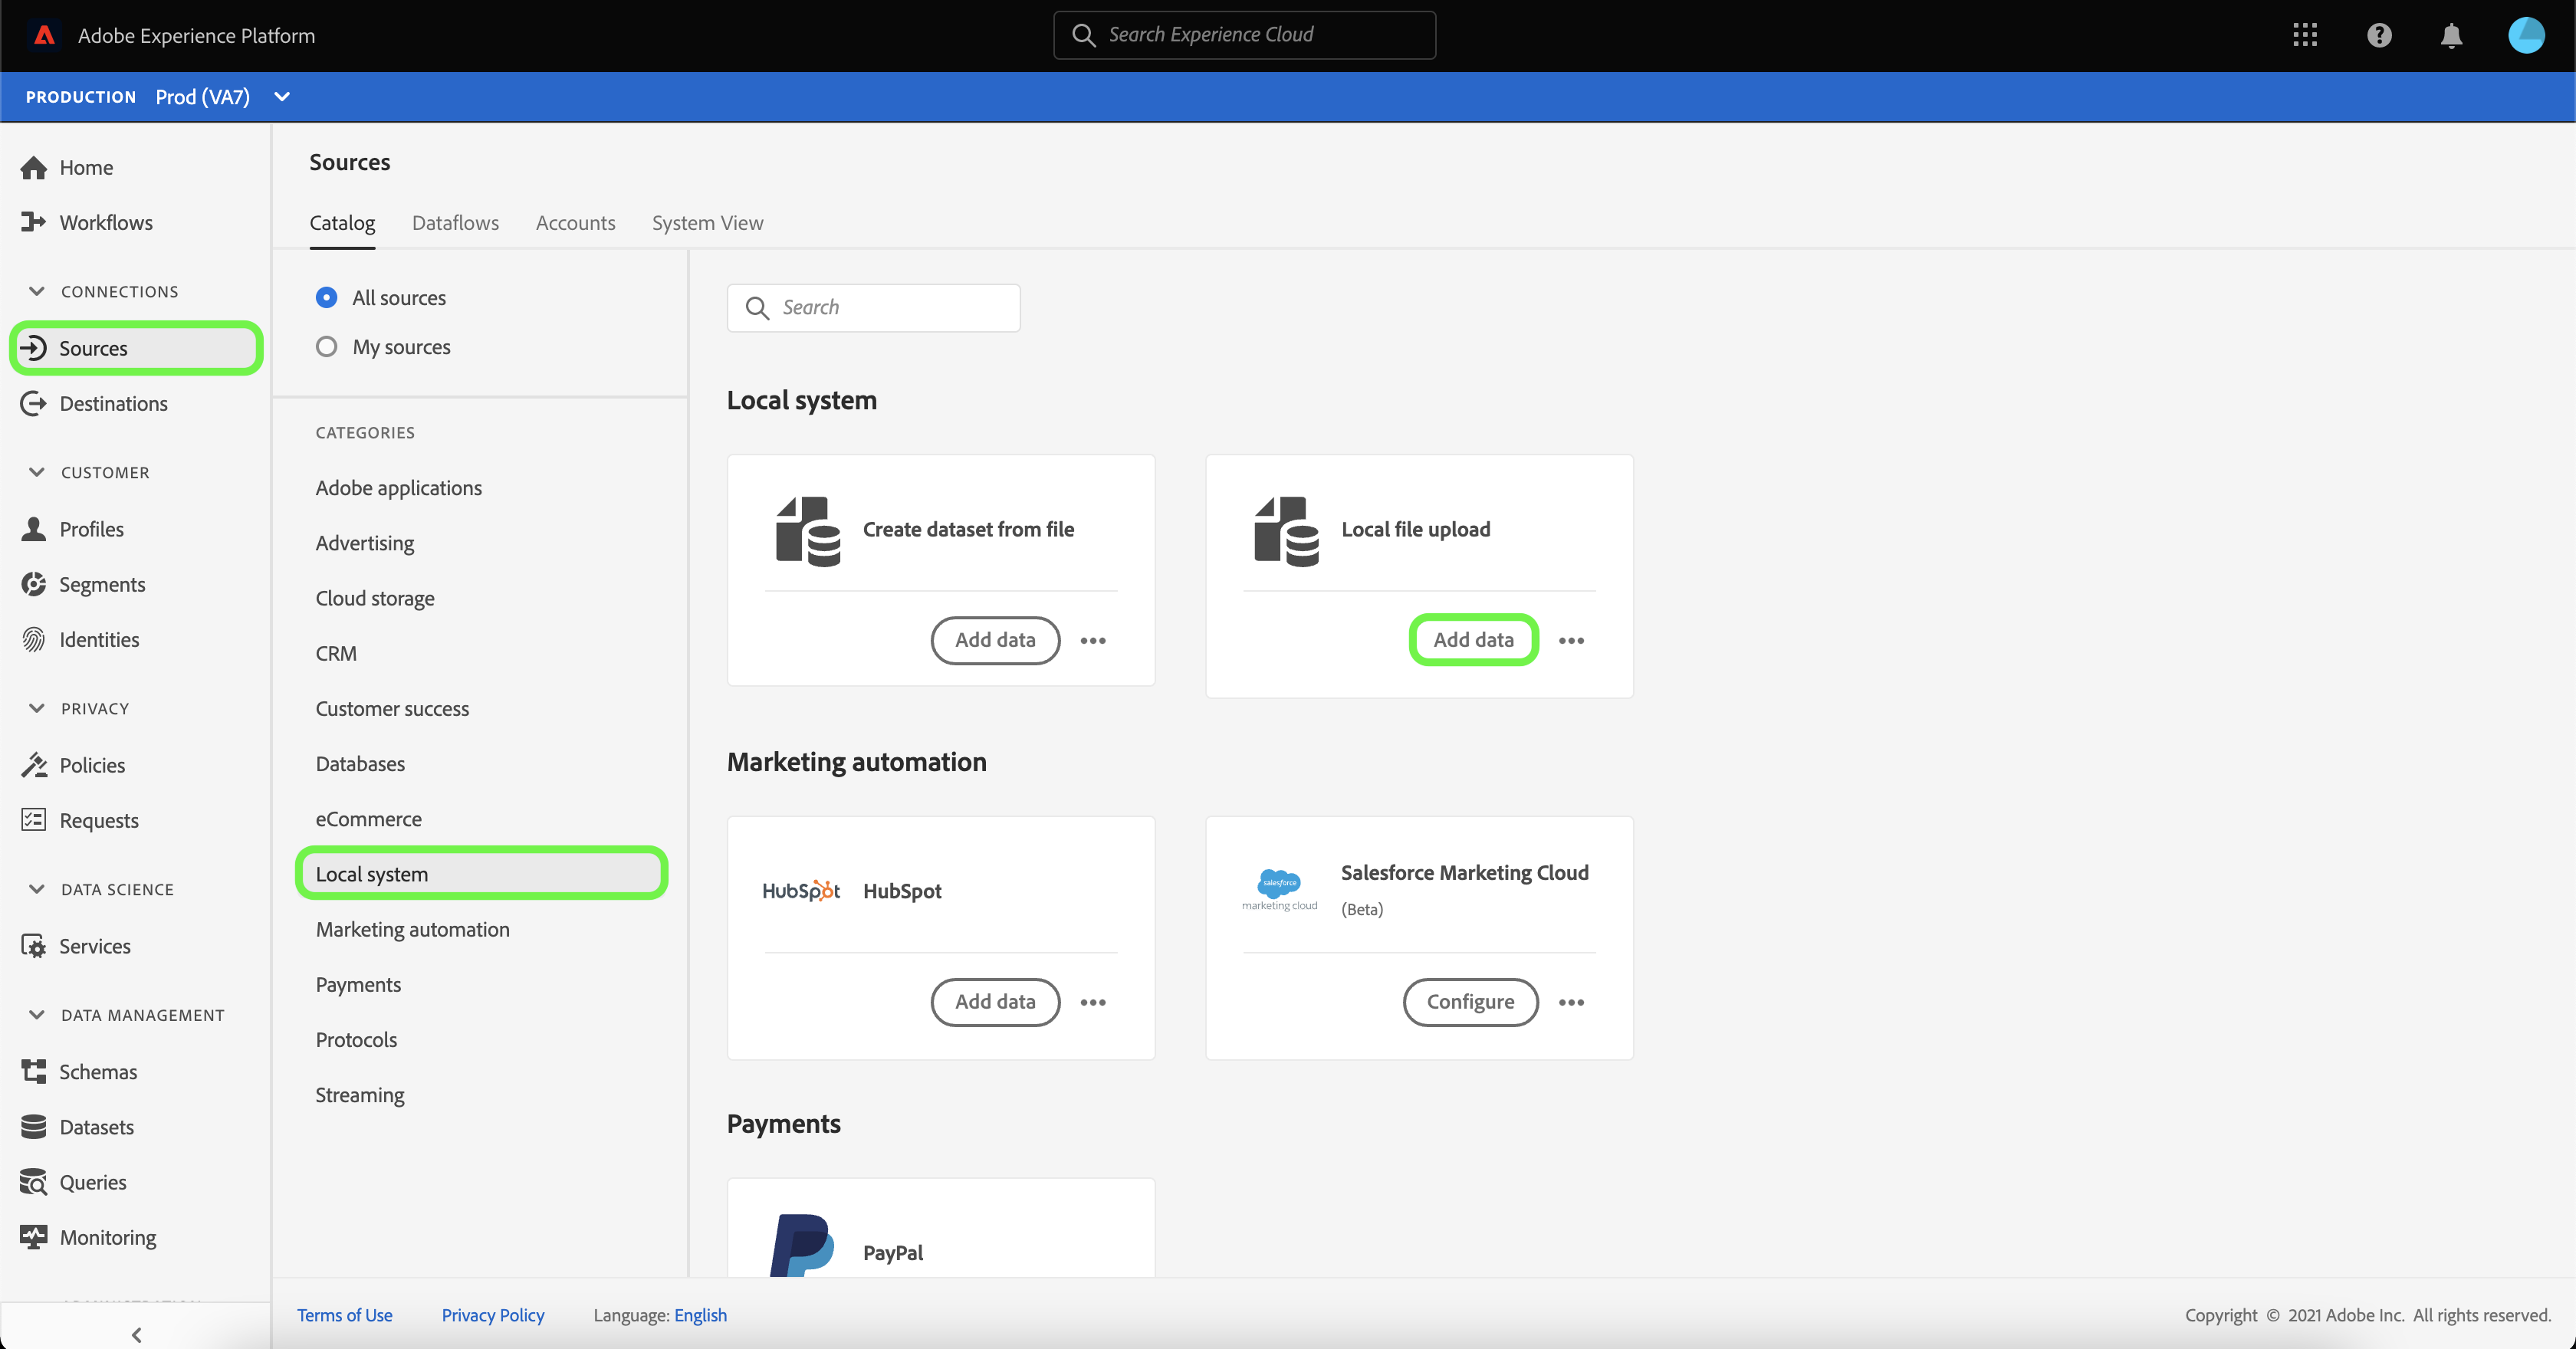 Adobe Experience Platform
Search Experience Cloud
PRODUCTION Prod (VA7)
Home
Workflows
CONNECTIONS
Sources
Destinations
CUSTOMER
Profiles
Segments
Identities
PRIVACY
Policies
Requests
DATA SCIENCE
Services
DATA MANAGEMENT
Schemas
Datasets
Queries
Monitoring
Sources
Catalog Dataflows Accounts System View
All sources
My sources
CATEGORIES
Adobe applications
Advertising
Cloud storage
CRM
Customer success
Databases
eCommerce
Local system
Marketing automation
Payments
Protocols
Streaming
Search
Local system
Create dataset from file
Add data
Local file upload
Add data
Marketing automation
HubSpot HubSpot
Add data
salesforce
marketing cloud
Salesforce Marketing Cloud
(Beta)
Configure
Payments
PayPal
Terms of Use Privacy Policy Language: English
Copyright © 2021 Adobe Inc. All rights reserved.